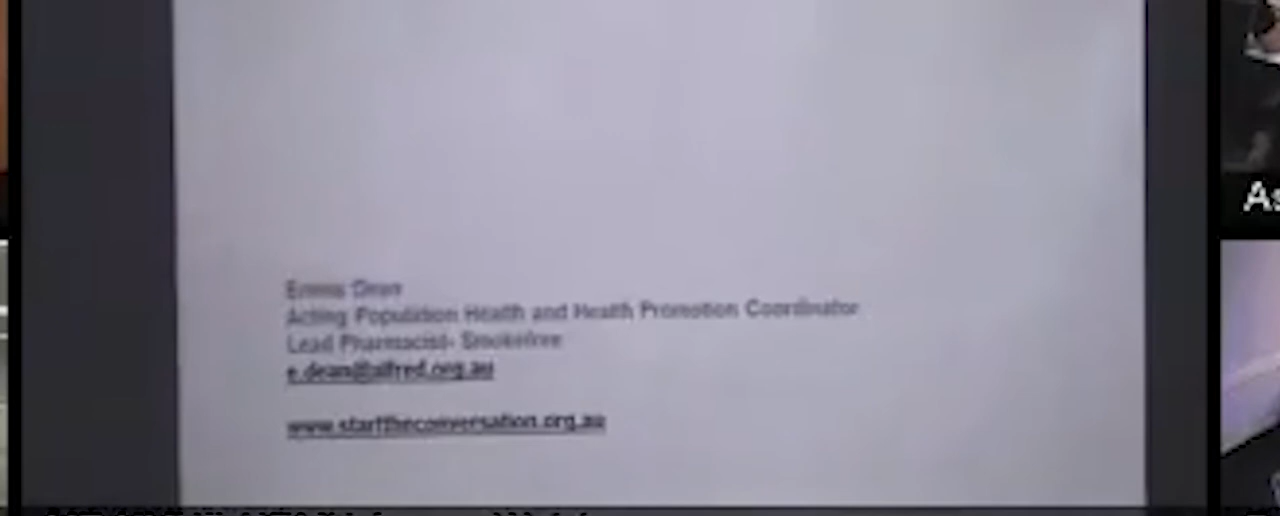 Emma Dean
Acting Population Health and Health Promotion Coordinator
Lead Pharmacist- Smokefree
e.dean@alfred.org.au
www.starttheconversation.org.au